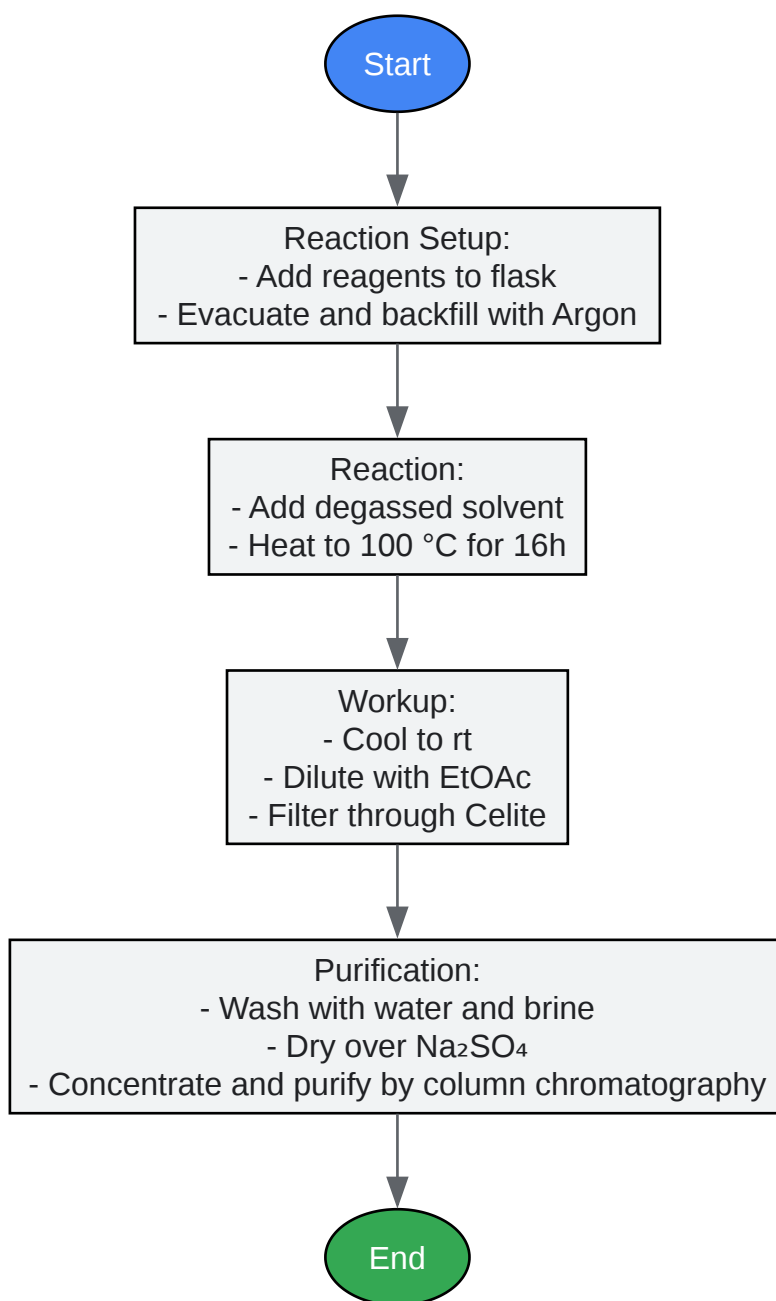 Start
Reaction Setup:
- Add reagents to flask
- Evacuate and backfill with Argon
Reaction:
- Add degassed solvent
- Heat to 100 °C for 16h
Workup:
- Cool to rt
- Dilute with EtOAc
- Filter through Celite
Purification:
- Wash with water and brine
- Dry over Na₂SO₄
- Concentrate and purify by column chromatography
End